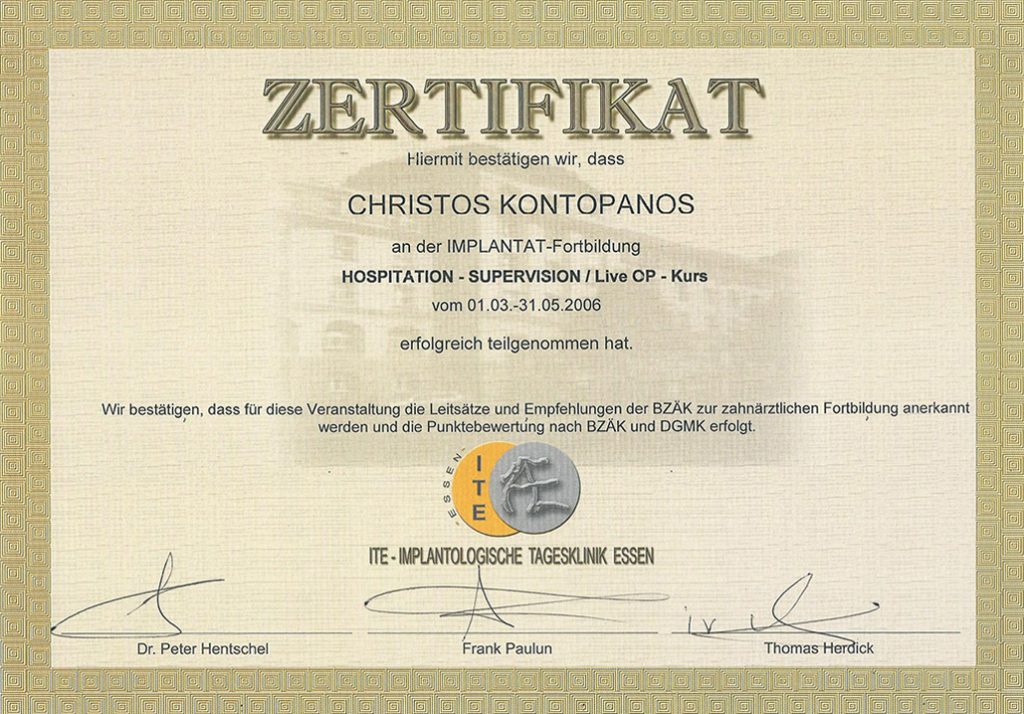 ZERTIFIKAT
Hiermit bestätigen wir, dass
CHRISTOS KONTOPANOS
an der IMPLANTAT-Fortbildung
HOSPITATION - SUPERVISION / Live OP - Kurs
vom 01.03.-31.05.2006
erfolgreich teilgenommen hat.
Wir bestätigen, dass für diese Veranstaltung die Leitsätze und Empfehlungen der BZÄK zur zahnärztlichen Fortbildung anerkannt
werden und die Punktebewertung nach BZÄK und DGMK erfolgt.
ESSEN
ITE
ITE - IMPLANTOLOGISCHE TAGESKLINIK ESSEN
Dr. Peter Hentschel
Frank Paulun
Thomas Herdick